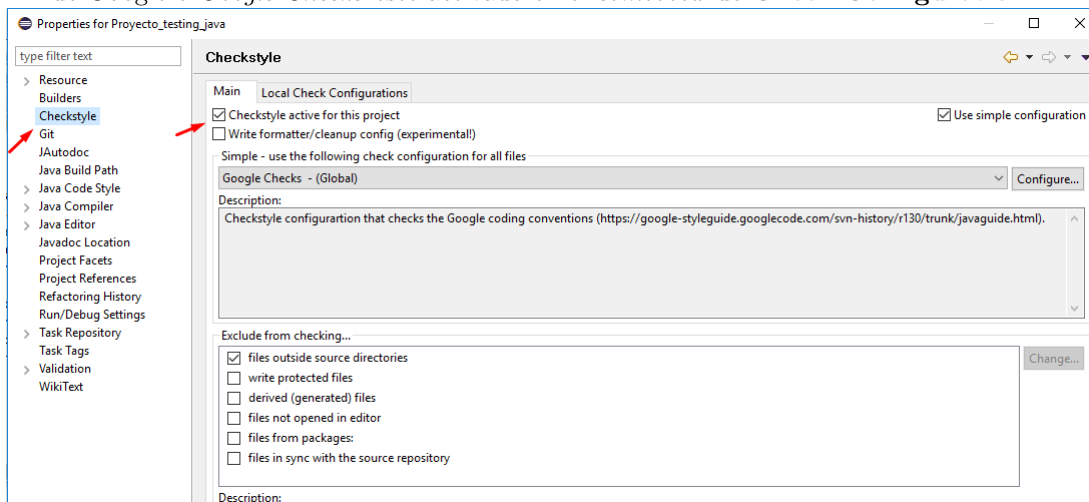 Properties for Proyecto_testing_java
type filter text
Checkstyle
Resource
Builders
Checkstyle
Git
JAutodoc
Java Build Path
Java Code Style
Java Compiler
Java Editor
Javadoc Location
Project Facets
Project References
Refactoring History
Run/Debug Settings
Task Repository
Task Tags
Validation
WikiText
Main Local Check Configurations
Checkstyle active for this project
Use simple configuration
Write formatter/cleanup config (experimental!)
Simple - use the following check configuration for all files
Google Checks - (Global)
Configure...
Description:
Checkstyle configurartion that checks the Google coding conventions (https://google-styleguide.googlecode.com/svn-history/r130/trunk/javaguide.html).
Exclude from checking...
files outside source directories
Change...
write protected files
derived (generated) files
files not opened in editor
files from packages:
files in sync with the source repository
Description: